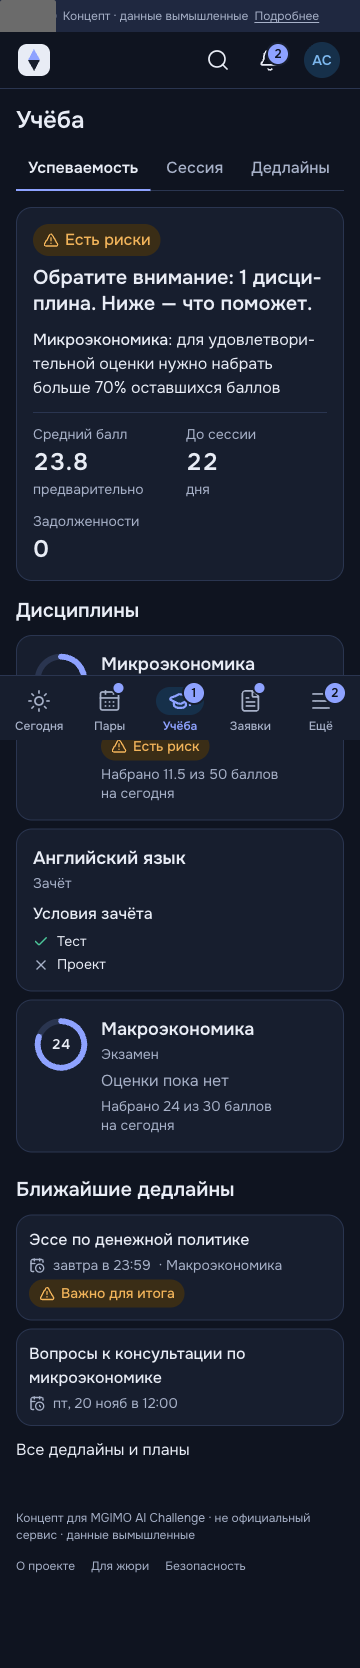 Концепт · данные вымышленные Подробнее
2
АС
Учёба
Успеваемость Сессия Дедлайны
Есть риски
Обратите внимание: 1 дисци-
плина. Ниже — что поможет.
Микроэкономика: для удовлетвори-
тельной оценки нужно набрать
больше 70% оставшихся баллов
Средний балл До сессии
23.8 22
предварительно дня
Задолженности
0
Дисциплины
Микроэкономика
1 2
Сегодня Пары Учёба Заявки Ещё
Есть риск
Набрано 11.5 из 50 баллов
на сегодня
Английский язык
Зачёт
Условия зачёта
Тест
Проект
24
Макроэкономика
Экзамен
Оценки пока нет
Набрано 24 из 30 баллов
на сегодня
Ближайшие дедлайны
Эссе по денежной политике
завтра в 23:59 · Макроэкономика
Важно для итога
Вопросы к консультации по
микроэкономике
пт, 20 нояб в 12:00
Все дедлайны и планы
Концепт для MGIMO AI Challenge · не официальный
сервис · данные вымышленные
О проекте Для жюри Безопасность